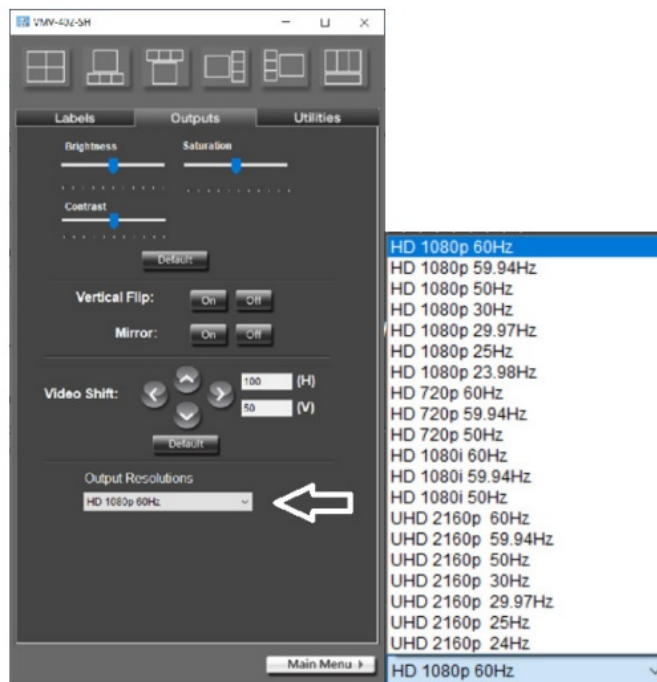 VMV-402-SH
Labels Outputs Utilities
Brightness Saturation
Contrast
Default
Vertical Flip: On Off
Mirror: On Off
Video Shift: 100 (H)
50 (V)
Default
Output Resolutions
HD 1080p 60Hz
Main Menu
HD 1080p 60Hz
HD 1080p 59.94Hz
HD 1080p 50Hz
HD 1080p 30Hz
HD 1080p 29.97Hz
HD 1080p 25Hz
HD 1080p 23.98Hz
HD 720p 60Hz
HD 720p 59.94Hz
HD 720p 50Hz
HD 1080i 60Hz
HD 1080i 59.94Hz
HD 1080i 50Hz
UHD 2160p 60Hz
UHD 2160p 59.94Hz
UHD 2160p 50Hz
UHD 2160p 30Hz
UHD 2160p 29.97Hz
UHD 2160p 25Hz
UHD 2160p 24Hz
HD 1080p 60Hz